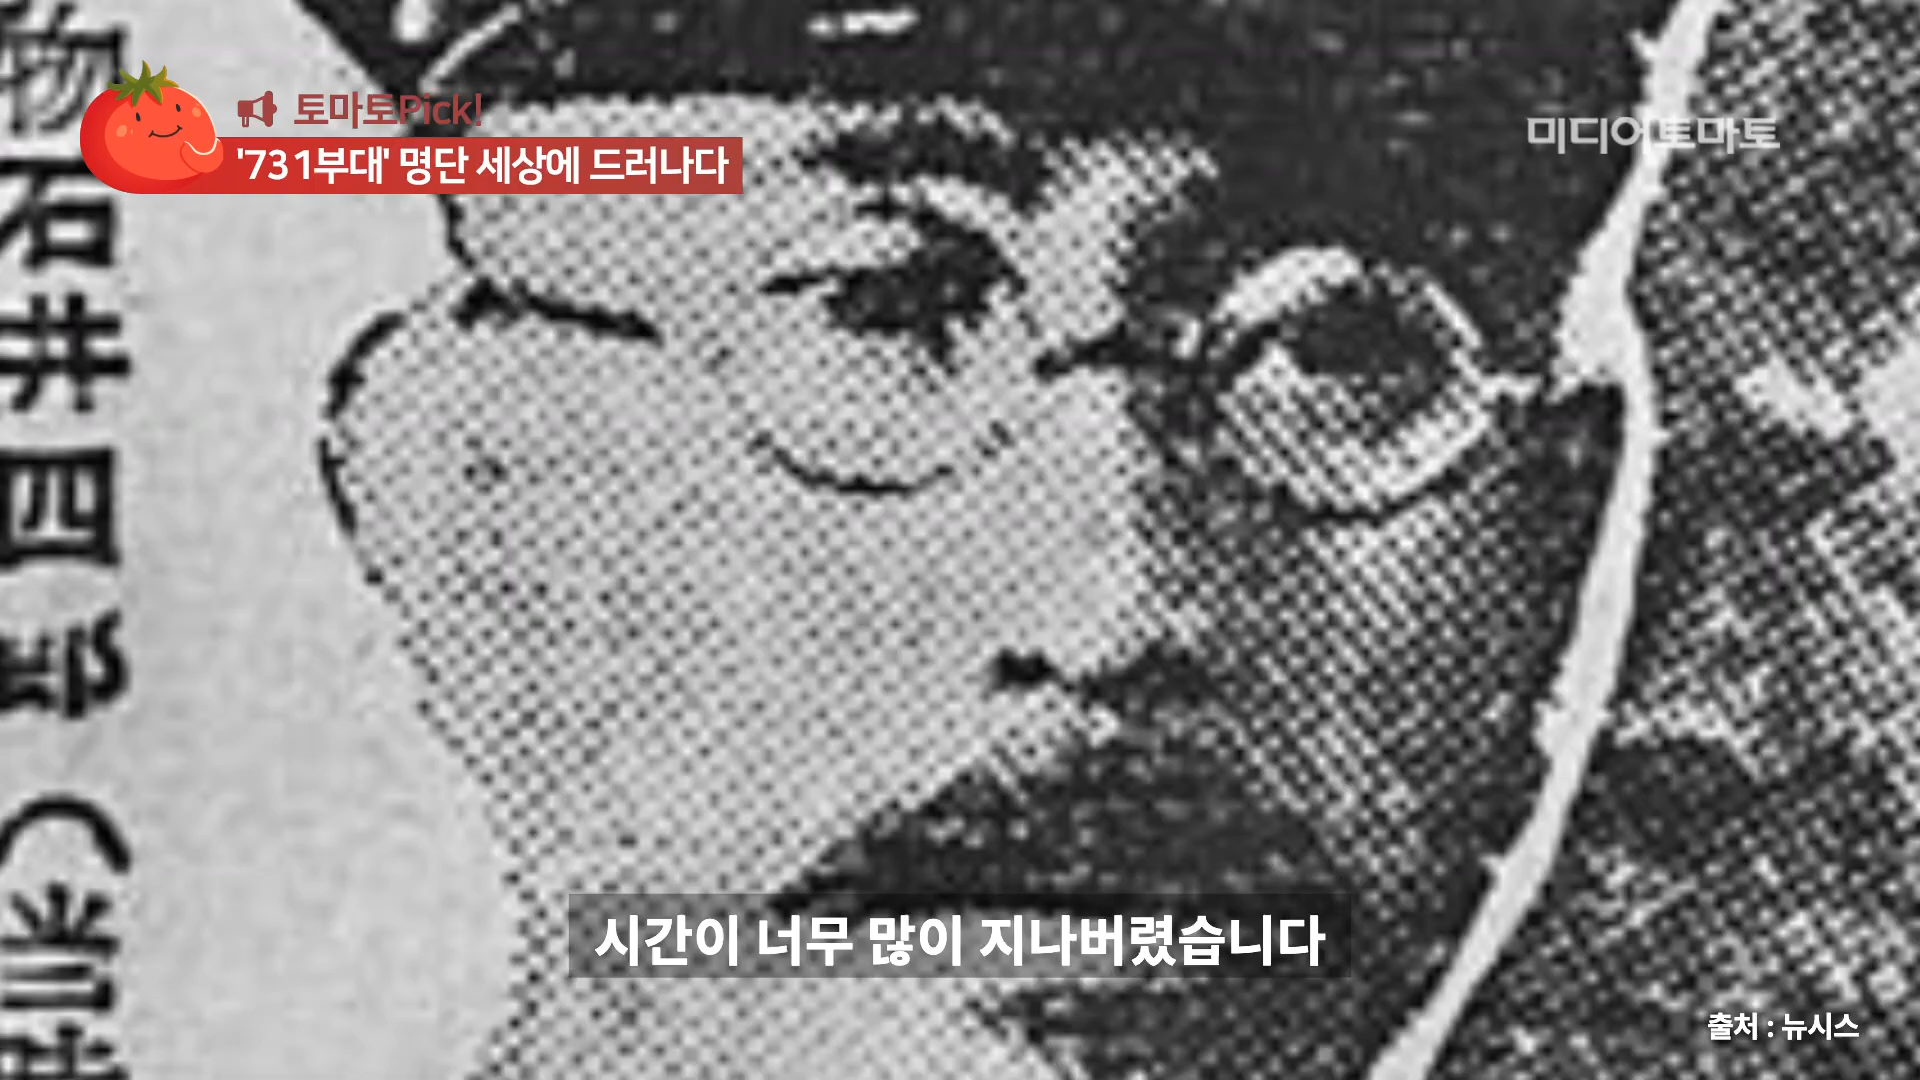 토마토Pick!
'731부대' 명단 세상에 드러나다
미디어토마토
物
石井四郎(当時
시간이 너무 많이 지나버렸습니다
출처 : 뉴시스